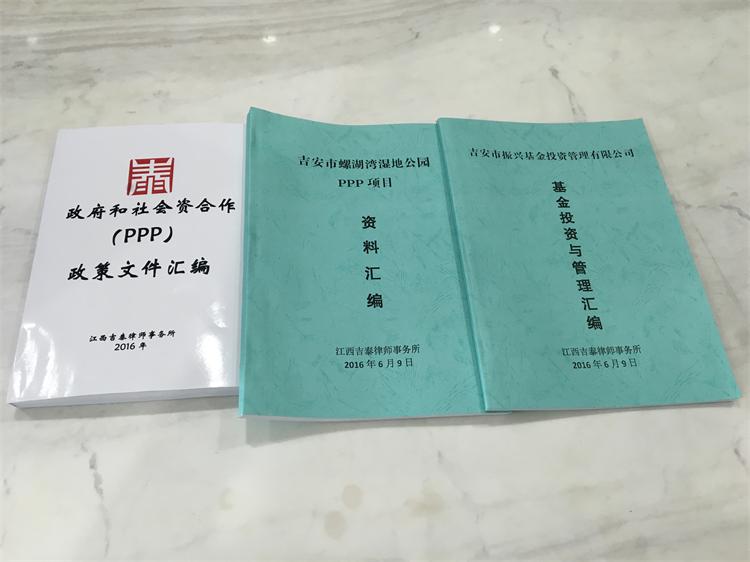 泰
政府和社会资合作
(PPP)
政策文件汇编
江西吉泰律师事务所
2016 年
吉安市螺湖湾湿地公园
PPP 项目
资料汇编
江西吉泰律师事务所
2016 年 6 月 9 日
吉安市振兴基金投资管理有限公司
基金投资与管理汇编
江西吉泰律师事务所
2016 年 6 月 9 日